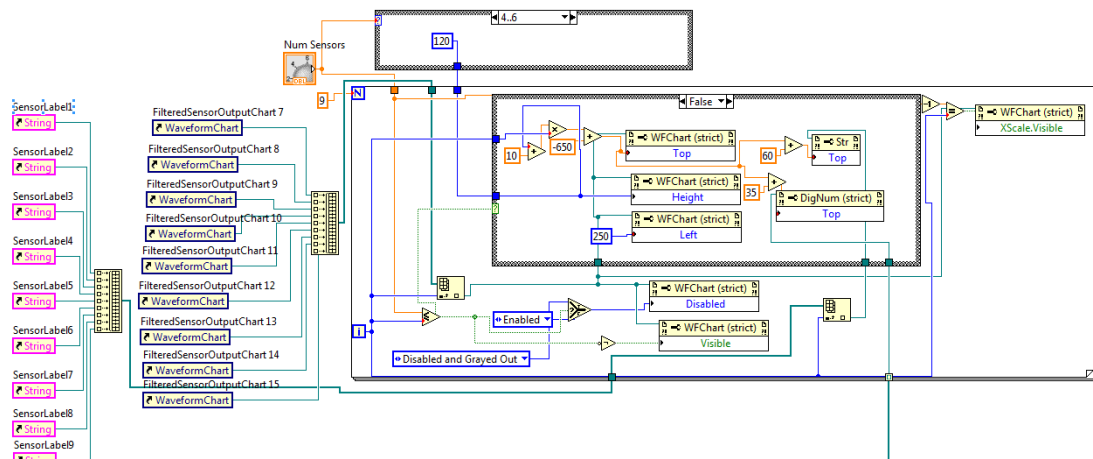 4..6
120
Num Sensors
DBL
9
N
SensorLabel1
String
SensorLabel2
String
SensorLabel3
String
SensorLabel4
String
SensorLabel5
String
SensorLabel6
String
SensorLabel7
String
SensorLabel8
String
SensorLabel9
String
FilteredSensorOutputChart 7
WaveformChart
FilteredSensorOutputChart 8
WaveformChart
FilteredSensorOutputChart 9
WaveformChart
FilteredSensorOutputChart 10
WaveformChart
FilteredSensorOutputChart 11
WaveformChart
FilteredSensorOutputChart 12
WaveformChart
FilteredSensorOutputChart 13
WaveformChart
FilteredSensorOutputChart 14
WaveformChart
FilteredSensorOutputChart 15
WaveformChart
False
10
-650
WFChart (strict)
Top
WFChart (strict)
Height
250
WFChart (strict)
Left
60
Str
Top
35
DigNum (strict)
Top
-1
WFChart (strict)
XScale.Visible
i
Enabled
Disabled and Grayed Out
WFChart (strict)
Disabled
WFChart (strict)
Visible